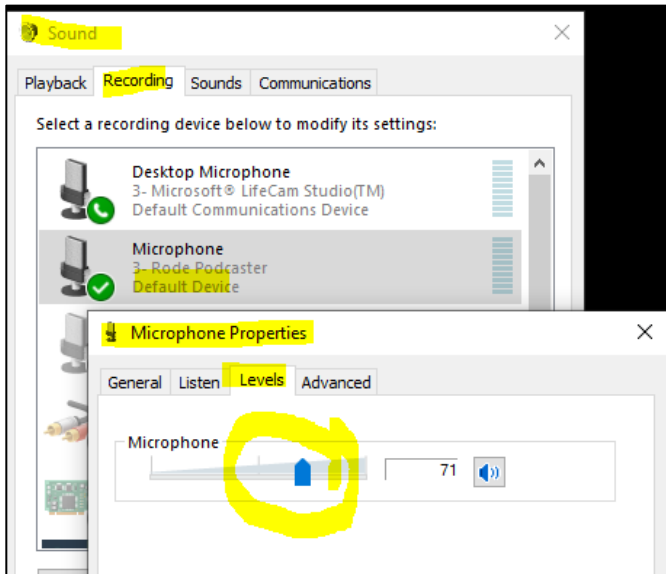 Sound
Playback Recording Sounds Communications
Select a recording device below to modify its settings:
Desktop Microphone
3- Microsoft® LifeCam Studio(TM)
Default Communications Device
Microphone
3- Rode Podcaster
Default Device
Microphone Properties
General Listen Levels Advanced
Microphone
71